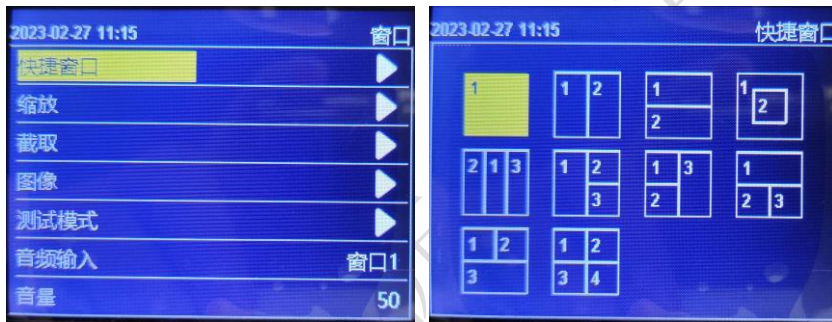 2023-02-27 11:15 窗口
快捷窗口
缩放
截取
图像
测试模式
音频输入 窗口1
音量 50
2023-02-27 11:15 快捷窗口
1 1 2 1 1
2 2
2 1 3 1 2 1 3 1
3 2 2 3
1 2 1 2
3 3 4